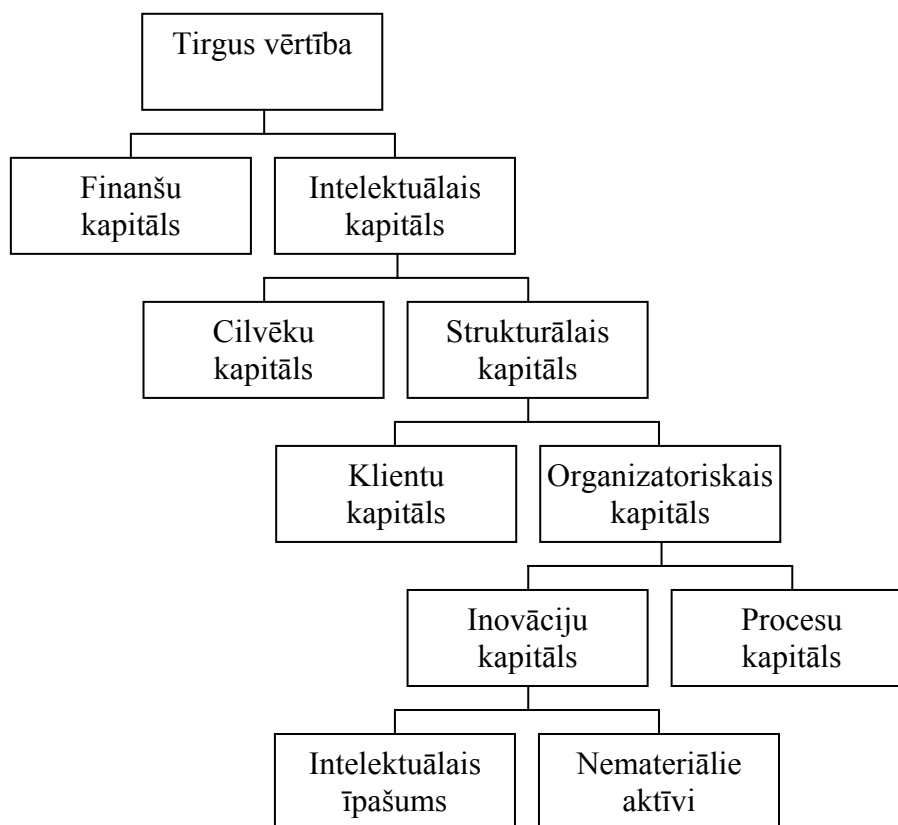 Tirgus vērtība
Finanšu
kapitāls
Intelektuālais
kapitāls
Cilvēku
kapitāls
Strukturālais
kapitāls
Klientu
kapitāls
Organizatoriskais
kapitāls
Inovāciju
kapitāls
Procesu
kapitāls
Intelektuālais
īpašums
Nemateriālie
aktīvi